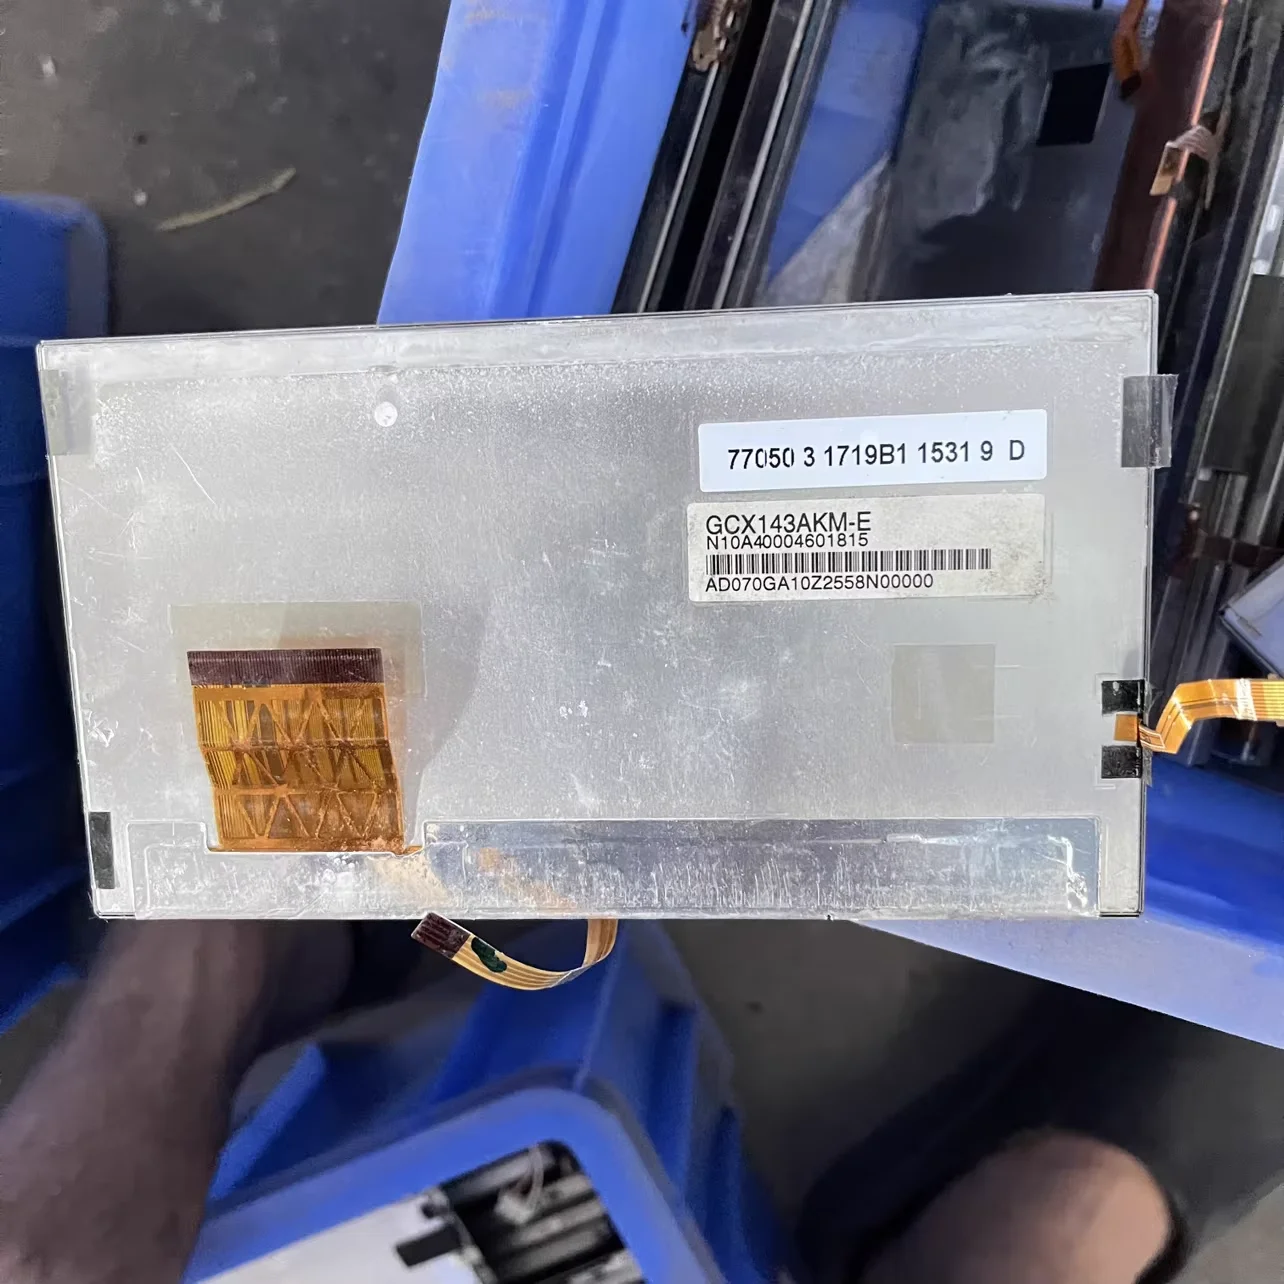 77050 3 1719B1 1531 9 D
GCX143AKM-E
N10A40004601815
AD070GA10Z2558N00000